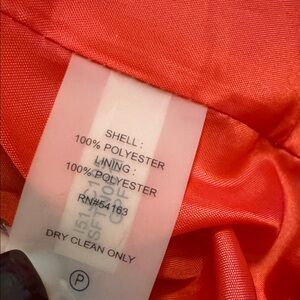 SHELL :
100% POLYESTER
LINING :
100% POLYESTER
RN#54163
DRY CLEAN ONLY
P